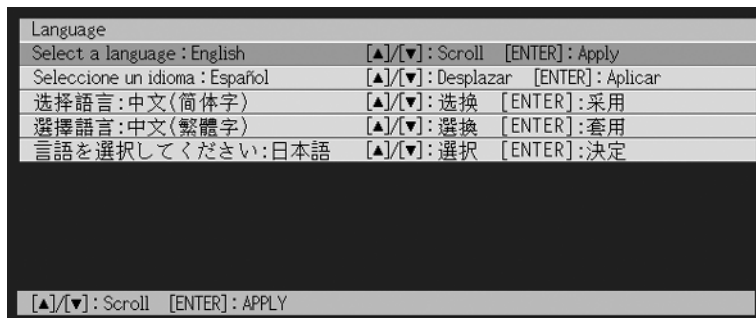 Language
Select a language : English [▲]/[▼] : Scroll [ENTER] : Apply
Seleccione un idioma : Español [▲]/[▼] : Desplazar [ENTER] : Aplicar
选择語言:中文(简体字) [▲]/[▼] : 选换 [ENTER] :采用
選擇語言:中文(繁體字) [▲]/[▼] : 選換 [ENTER] :套用
言語を選択してください:日本語 [▲]/[▼] : 選択 [ENTER] :決定
[▲]/[▼] : Scroll [ENTER] : APPLY